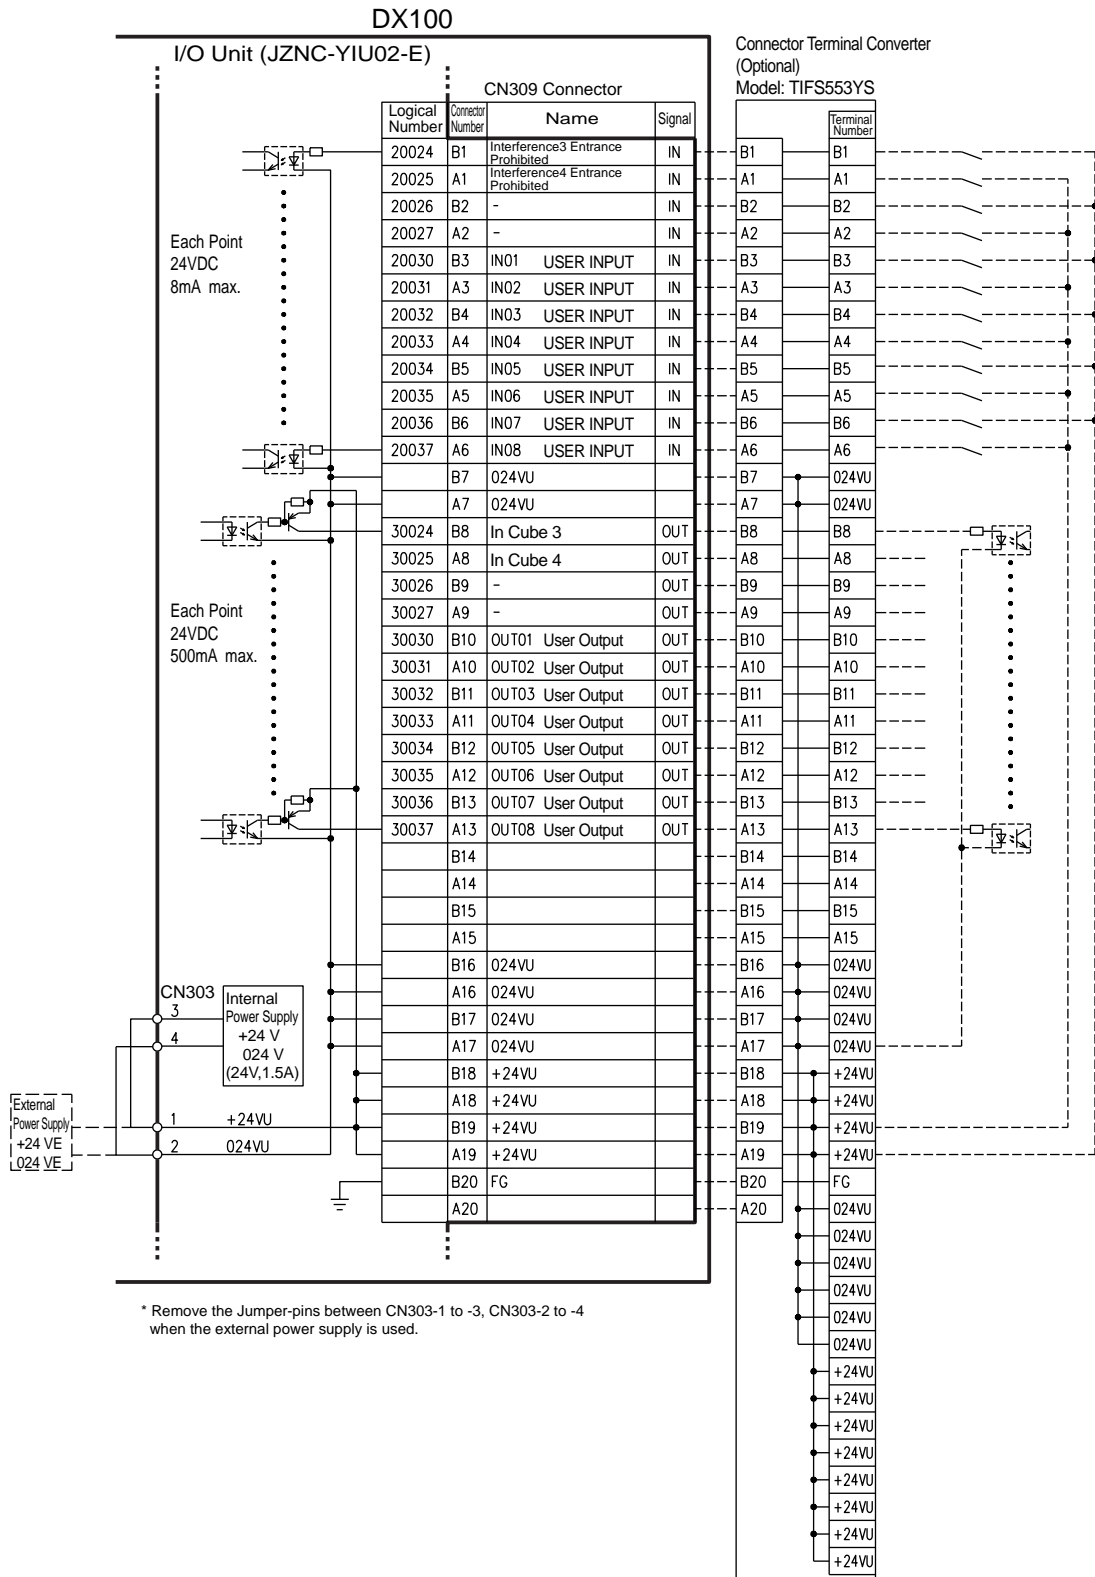 DX100
I/O Unit (JZNC-YIU02-E)
Connector Terminal Converter
(Optional)
Model: TIFS553YS
CN309 Connector
Logical Number Connector Number Name Signal Terminal Number
20024 B1 Interference3 Entrance Prohibited IN B1 B1
20025 A1 Interference4 Entrance Prohibited IN A1 A1
20026 B2 - IN B2 B2
20027 A2 - IN A2 A2
Each Point
24VDC
8mA max.
20030 B3 IN01 USER INPUT IN B3 B3
20031 A3 IN02 USER INPUT IN A3 A3
20032 B4 IN03 USER INPUT IN B4 B4
20033 A4 IN04 USER INPUT IN A4 A4
20034 B5 IN05 USER INPUT IN B5 B5
20035 A5 IN06 USER INPUT IN A5 A5
20036 B6 IN07 USER INPUT IN B6 B6
20037 A6 IN08 USER INPUT IN A6 A6
B7 024VU B7 024VU
A7 024VU A7 024VU
30024 B8 In Cube 3 OUT B8 B8
30025 A8 In Cube 4 OUT A8 A8
30026 B9 - OUT B9 B9
30027 A9 - OUT A9 A9
Each Point
24VDC
500mA max.
30030 B10 OUT01 User Output OUT B10 B10
30031 A10 OUT02 User Output OUT A10 A10
30032 B11 OUT03 User Output OUT B11 B11
30033 A11 OUT04 User Output OUT A11 A11
30034 B12 OUT05 User Output OUT B12 B12
30035 A12 OUT06 User Output OUT A12 A12
30036 B13 OUT07 User Output OUT B13 B13
30037 A13 OUT08 User Output OUT A13 A13
B14 B14 B14
A14 A14 A14
B15 B15 B15
A15 A15 A15
B16 024VU B16 024VU
A16 024VU A16 024VU
B17 024VU B17 024VU
A17 024VU A17 024VU
B18 +24VU B18 +24VU
A18 +24VU A18 +24VU
B19 +24VU B19 +24VU
A19 +24VU A19 +24VU
B20 FG B20 FG
A20 A20 024VU
CN303
3
4
Internal
Power Supply
+24 V
024 V
(24V,1.5A)
External
Power Supply
+24 VE
024 VE
1 +24VU
2 024VU
024VU
024VU
024VU
024VU
024VU
+24VU
+24VU
+24VU
+24VU
+24VU
+24VU
+24VU
+24VU
* Remove the Jumper-pins between CN303-1 to -3, CN303-2 to -4
when the external power supply is used.